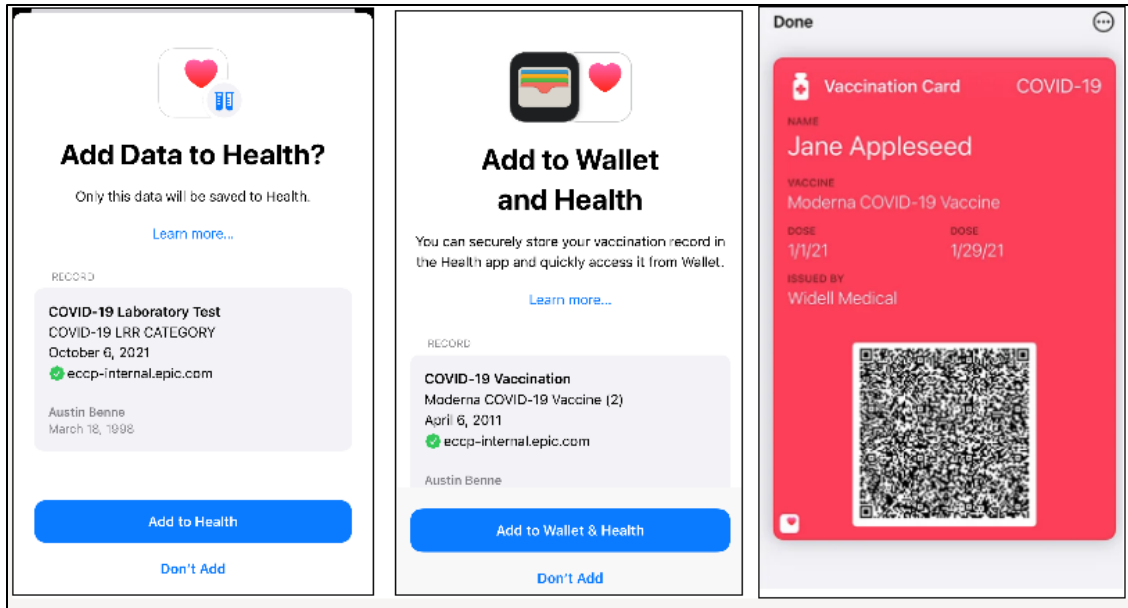 Add Data to Health?
Only this data will be saved to Health.
Learn more...
RECORD
COVID-19 Laboratory Test
COVID-19 LRR CATEGORY
October 6, 2021
eccp-internal.epic.com
Austin Benne
March 18, 1998
Add to Health
Don't Add
Add to Wallet
and Health
You can securely store your vaccination record in
the Health app and quickly access it from Wallet.
Learn more...
RECORD
COVID-19 Vaccination
Moderna COVID-19 Vaccine (2)
April 6, 2011
eccp-internal.epic.com
Austin Benne
Add to Wallet & Health
Don't Add
Done
Vaccination Card COVID-19
NAME
Jane Appleseed
VACCINE
Moderna COVID-19 Vaccine
DOSE DOSE
1/1/21 1/29/21
ISSUED BY
Widell Medical